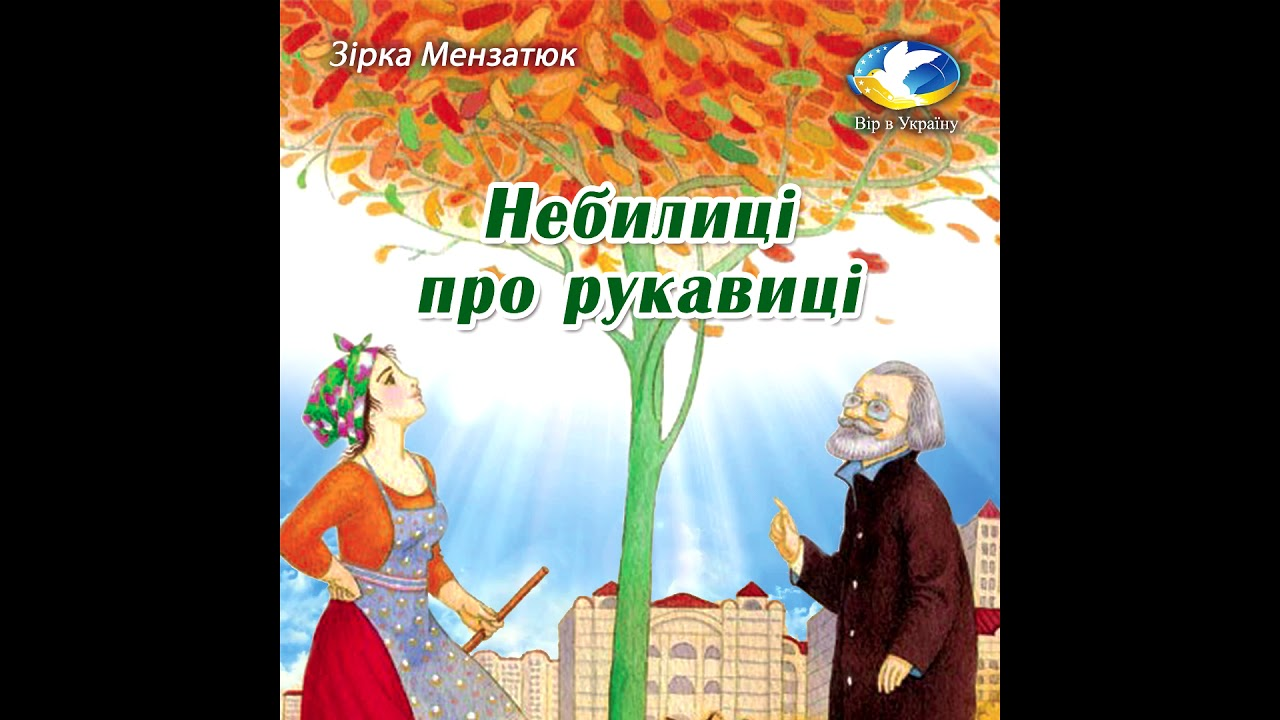 Зірка Мензатюк
Вір в Україну
Небилиці
про рукавиці